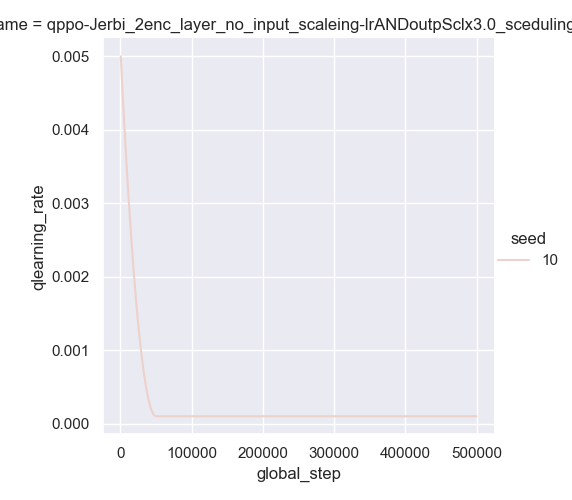 ame = qppo-Jerbi_2enc_layer_no_input_scaleing-lrANDoutpSclx3.0_sceduling
0.005
0.004
0.003
0.002
0.001
0.000
qlearning_rate
0 100000 200000 300000 400000 500000
global_step
seed
10